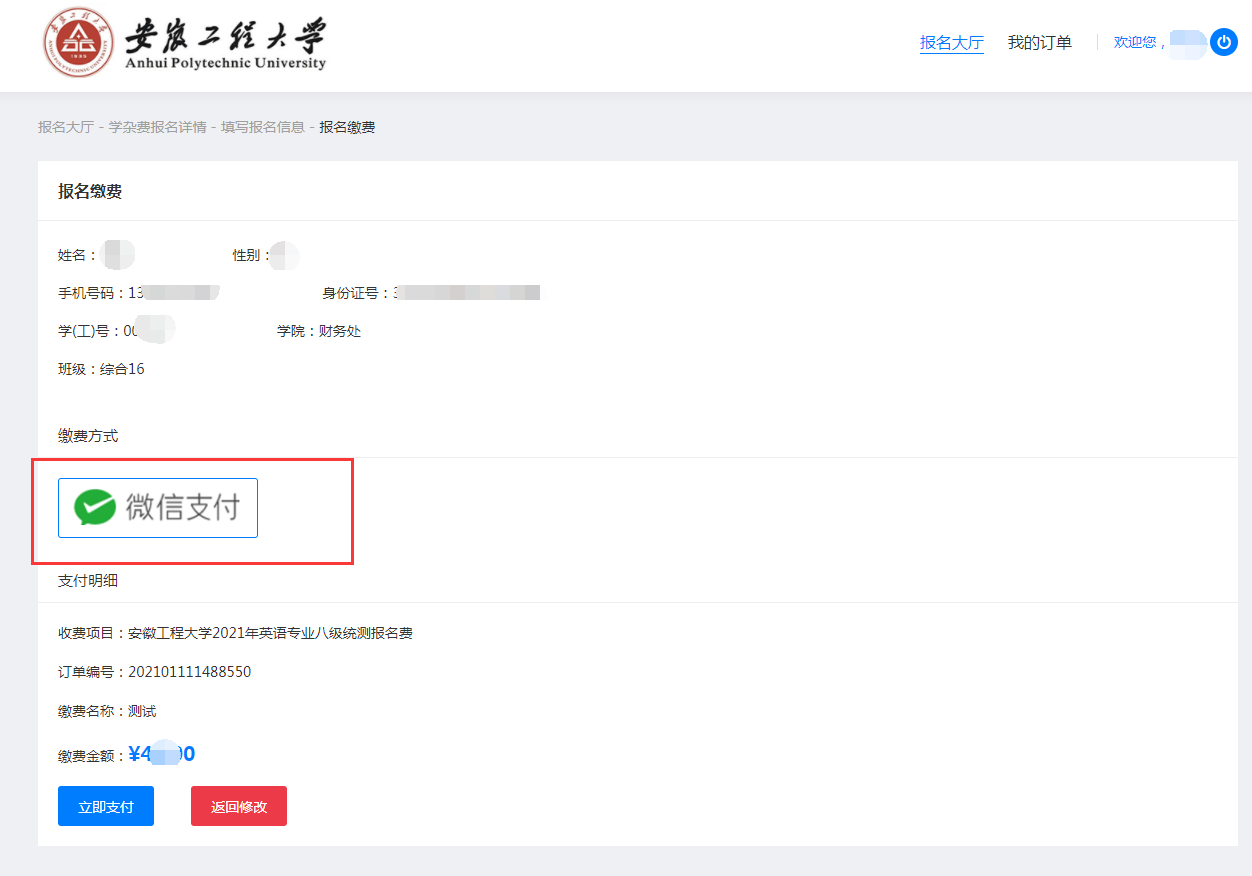 安徽工程大学
Anhui Polytechnic University
报名大厅 我的订单 欢迎您，
报名大厅 - 学杂费报名详情 - 填写报名信息 - 报名缴费
报名缴费
姓名： 性别：
手机号码：13 身份证号：3
学(工)号：00 学院：财务处
班级：综合16
缴费方式
微信支付
支付明细
收费项目：安徽工程大学2021年英语专业八级统测报名费
订单编号：202101111488550
缴费名称：测试
缴费金额：¥4 00
立即支付 返回修改